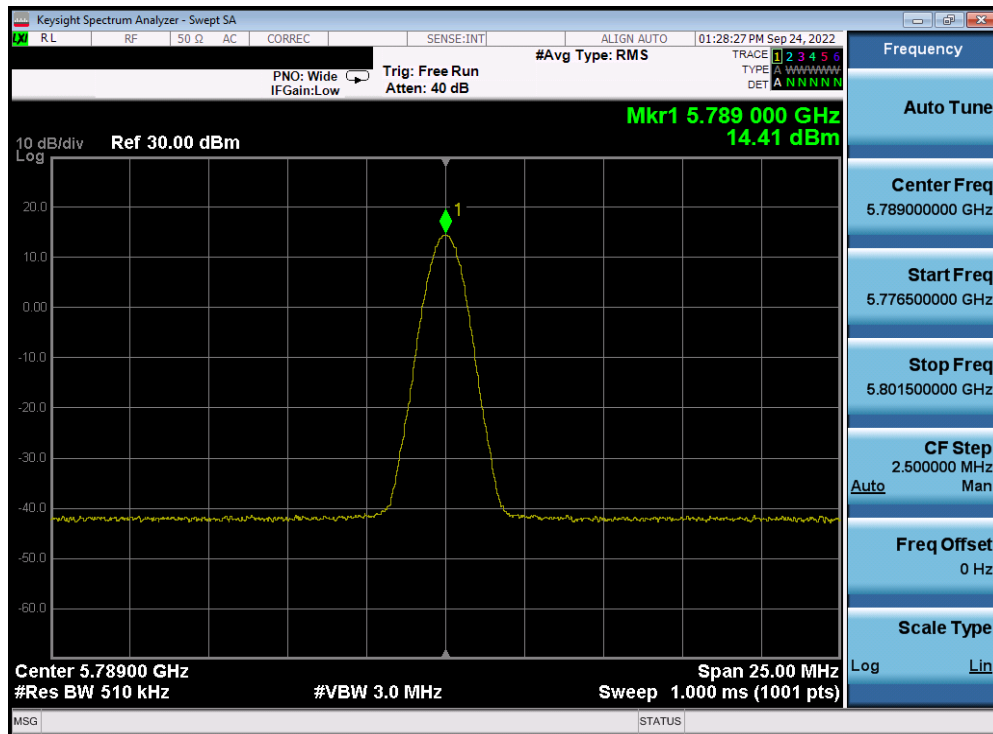 Keysight Spectrum Analyzer - Swept SA
LXI RL RF 50 Ω AC CORREC SENSE:INT ALIGN AUTO 01:28:27 PM Sep 24, 2022
PNO: Wide
IFGain:Low
Trig: Free Run
Atten: 40 dB
#Avg Type: RMS
TRACE 1 2 3 4 5 6
TYPE A WWWWW
DET A N N N N N
Mkr1 5.789 000 GHz
14.41 dBm
10 dB/div
Log
Ref 30.00 dBm
1
20.0
10.0
0.00
-10.0
-20.0
-30.0
-40.0
-50.0
-60.0
Center 5.78900 GHz
Span 25.00 MHz
#Res BW 510 kHz
#VBW 3.0 MHz
Sweep 1.000 ms (1001 pts)
MSG
STATUS
Frequency
Auto Tune
Center Freq
5.789000000 GHz
Start Freq
5.776500000 GHz
Stop Freq
5.801500000 GHz
CF Step
2.500000 MHz
Auto Man
Freq Offset
0 Hz
Scale Type
Log Lin